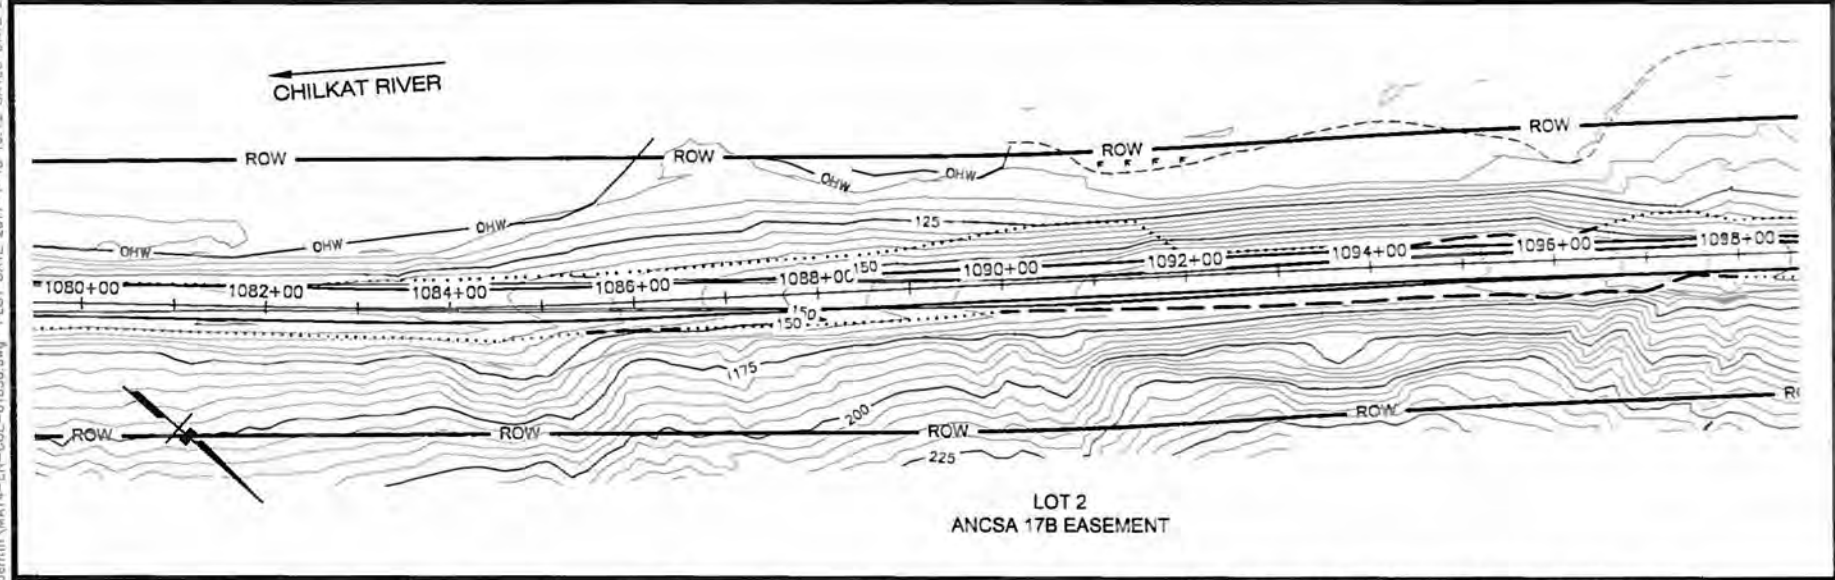 CHILKAT RIVER
ROW
ROW
ROW
ROW
OHW
OHW
OHW
OHW
OHW
125
150
1080+00
1082+00
1084+00
1086+00
1088+00
1090+00
1092+00
1094+00
1096+00
1098+00
150
150
175
200
225
ROW
ROW
ROW
ROW
LOT 2
ANCSA 17B EASEMENT